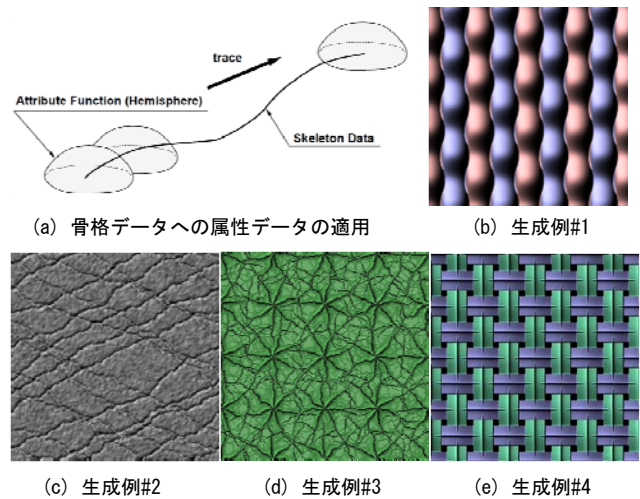 trace
Attribute Function (Hemisphere)
Skeleton Data
(a) 骨格データへの属性データの適用
(b) 生成例#1
(c) 生成例#2
(d) 生成例#3
(e) 生成例#4